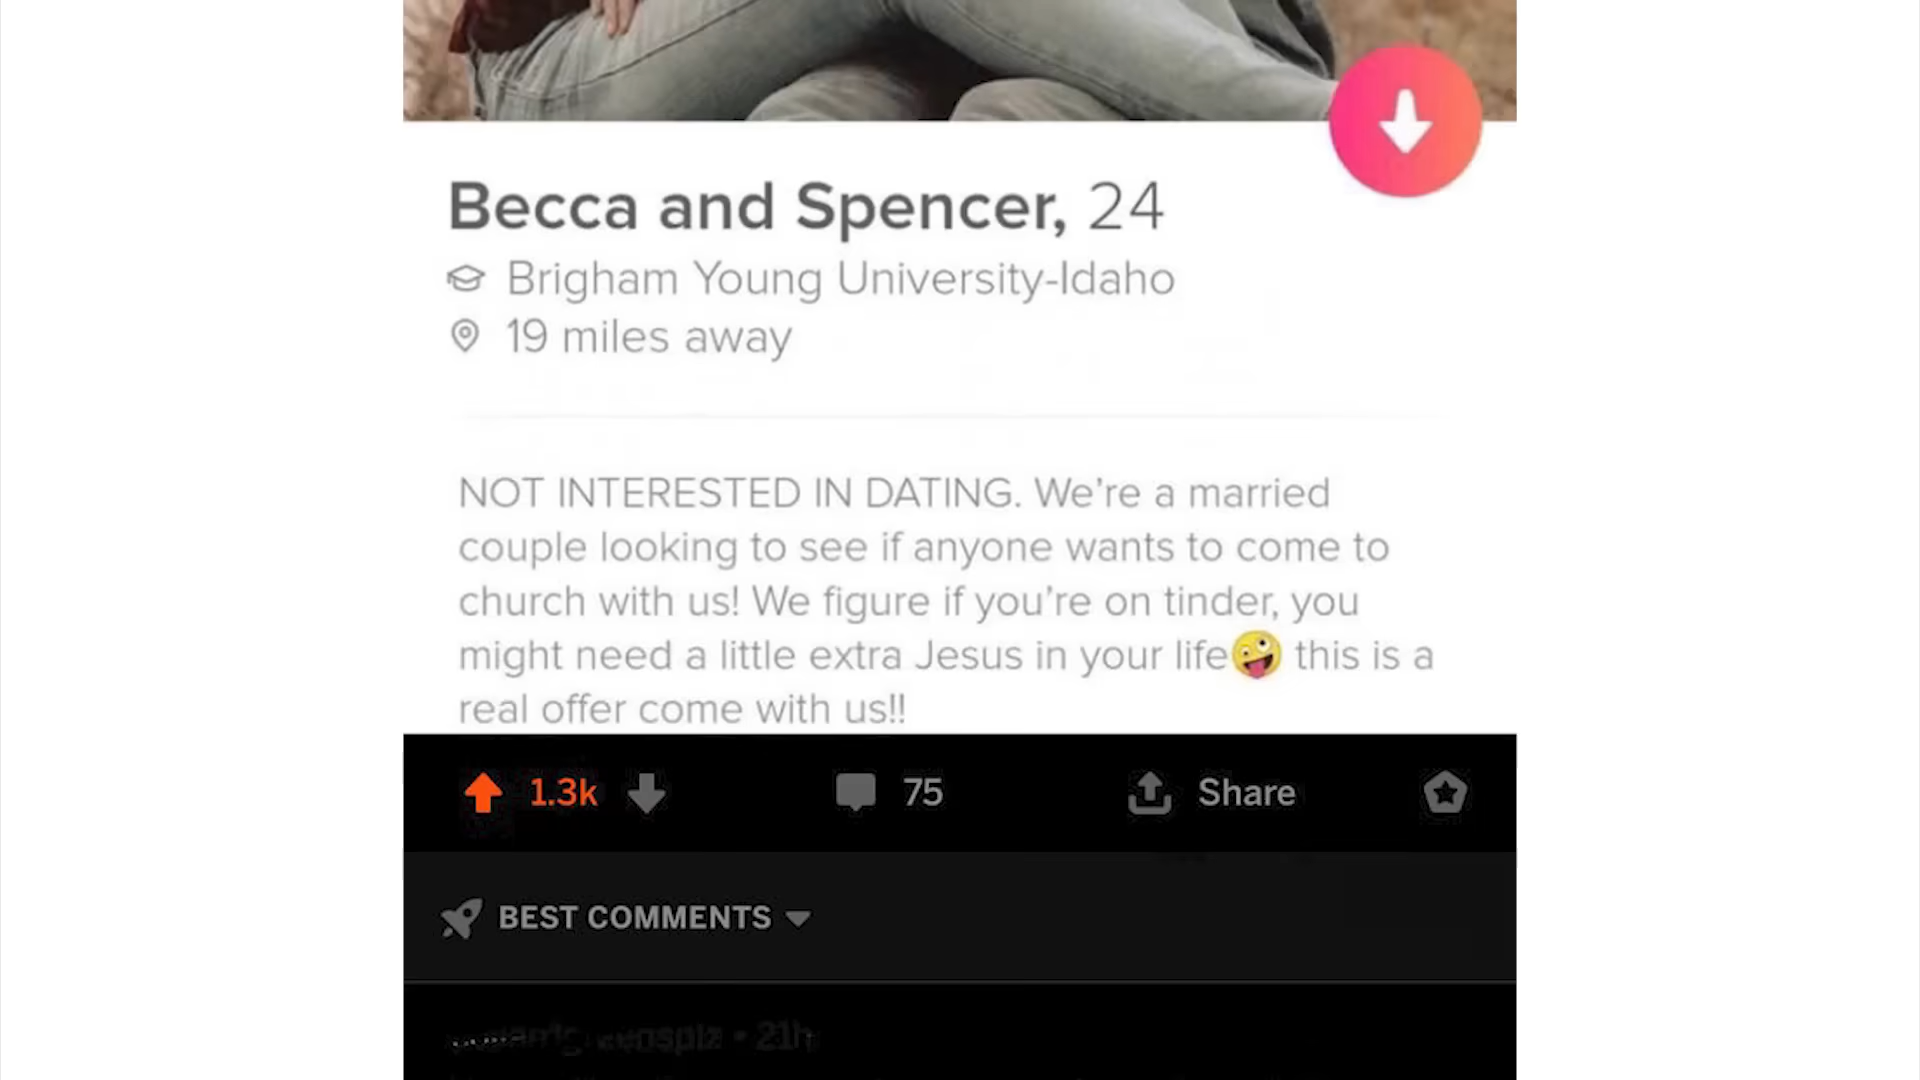 Becca and Spencer, 24
Brigham Young University-Idaho
19 miles away
NOT INTERESTED IN DATING. We're a married
couple looking to see if anyone wants to come to
church with us! We figure if you're on tinder, you
might need a little extra Jesus in your life🤪 this is a
real offer come with us!!
1.3k 75 Share
BEST COMMENTS
21h